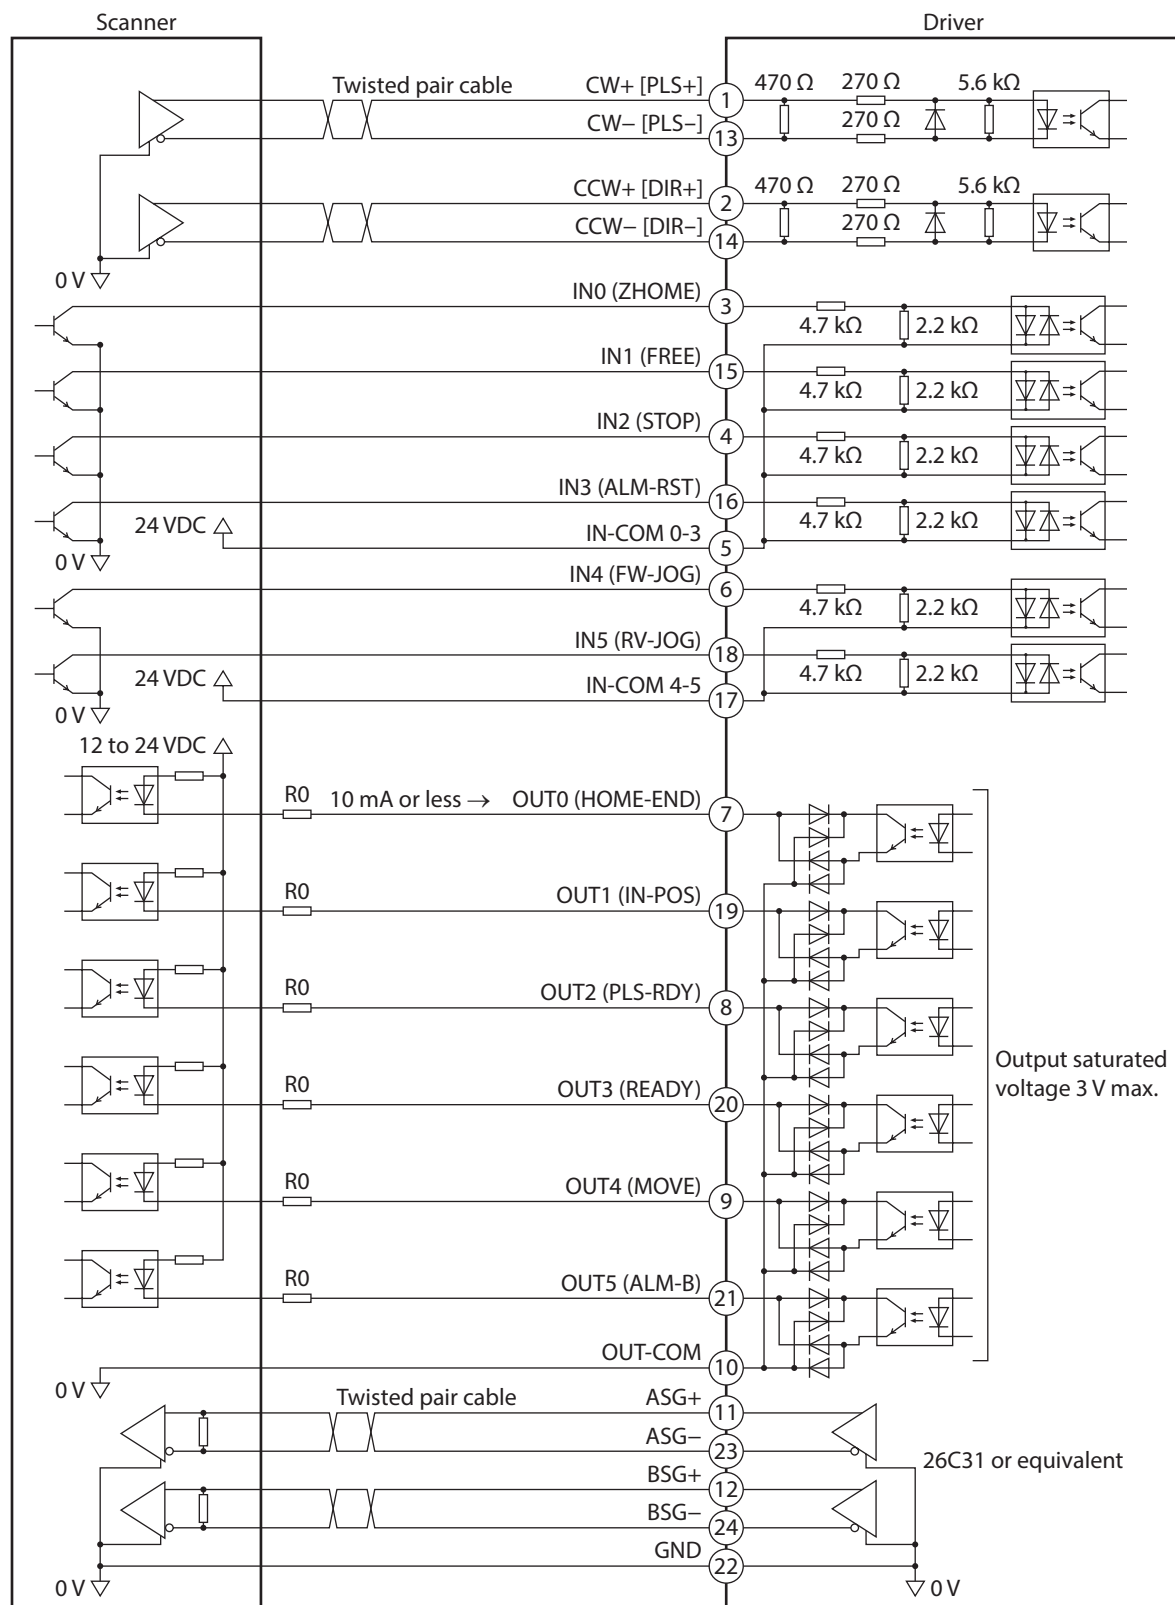 Scanner
Driver
Twisted pair cable
CW+ [PLS+]
1
470 Ω
270 Ω
5.6 kΩ
CW− [PLS−]
13
270 Ω
CCW+ [DIR+]
2
470 Ω
270 Ω
5.6 kΩ
CCW− [DIR−]
14
270 Ω
0 V
IN0 (ZHOME)
3
4.7 kΩ
2.2 kΩ
IN1 (FREE)
15
4.7 kΩ
2.2 kΩ
IN2 (STOP)
4
4.7 kΩ
2.2 kΩ
IN3 (ALM-RST)
16
4.7 kΩ
2.2 kΩ
24 VDC
IN-COM 0-3
5
0 V
IN4 (FW-JOG)
6
4.7 kΩ
2.2 kΩ
IN5 (RV-JOG)
18
4.7 kΩ
2.2 kΩ
24 VDC
IN-COM 4-5
17
0 V
12 to 24 VDC
R0
10 mA or less →
OUT0 (HOME-END)
7
R0
OUT1 (IN-POS)
19
R0
OUT2 (PLS-RDY)
8
Output saturated
voltage 3 V max.
R0
OUT3 (READY)
20
R0
OUT4 (MOVE)
9
R0
OUT5 (ALM-B)
21
OUT-COM
10
0 V
Twisted pair cable
ASG+
11
ASG−
23
26C31 or equivalent
BSG+
12
BSG−
24
GND
22
0 V
0 V